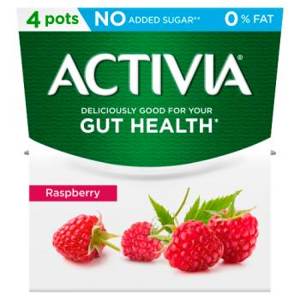 4 pots
NO ADDED SUGAR**
0% FAT
ACTIVIA®
DELICIOUSLY GOOD FOR YOUR
GUT HEALTH*
Raspberry